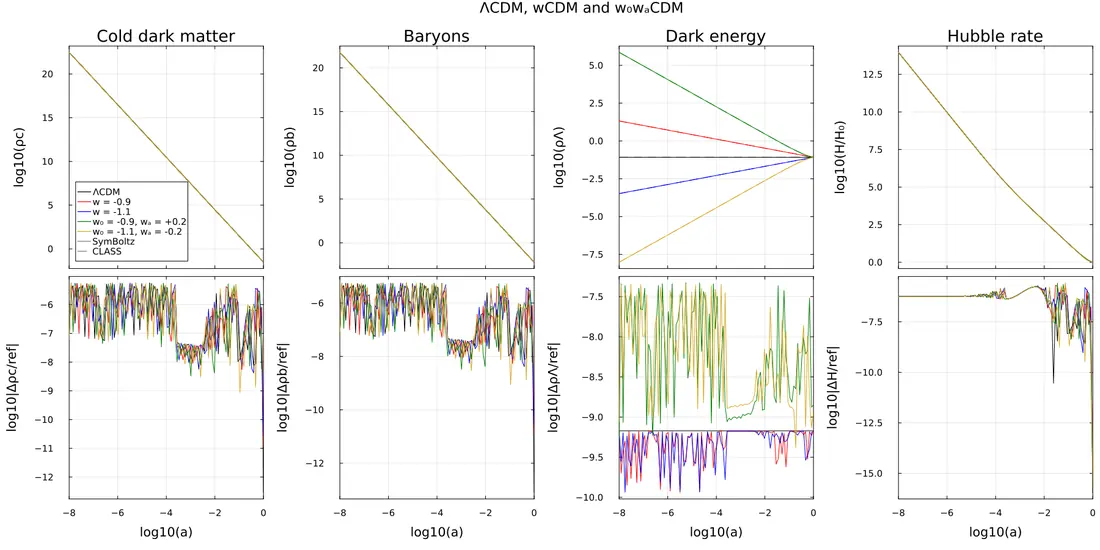 ΛCDM, wCDM and w₀wₐCDM
Cold dark matter
Baryons
Dark energy
Hubble rate
log10(ρc)
20
15
10
5
0
ΛCDM
w = -0.9
w = -1.1
w₀ = -0.9, wₐ = +0.2
w₀ = -1.1, wₐ = -0.2
SymBoltz
CLASS
log10(ρb)
20
15
10
5
0
log10(ρΛ)
5.0
2.5
0.0
−2.5
−5.0
−7.5
log10(H/H₀)
12.5
10.0
7.5
5.0
2.5
0.0
log10|Δρc/ref|
−6
−7
−8
−9
−10
−11
−12
−8 −6 −4 −2 0
log10(a)
log10|Δρb/ref|
−6
−8
−10
−12
−8 −6 −4 −2 0
log10(a)
log10|ΔρΛ/ref|
−7.5
−8.0
−8.5
−9.0
−9.5
−10.0
−8 −6 −4 −2 0
log10(a)
log10|ΔH/ref|
−7.5
−10.0
−12.5
−15.0
−8 −6 −4 −2 0
log10(a)